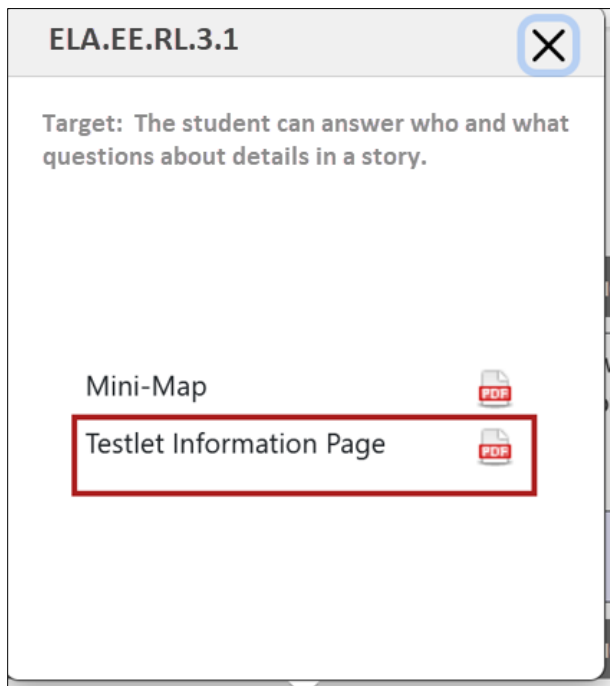 ELA.EE.RL.3.1
Target: The student can answer who and what
questions about details in a story.
Mini-Map
PDF
Testlet Information Page
PDF